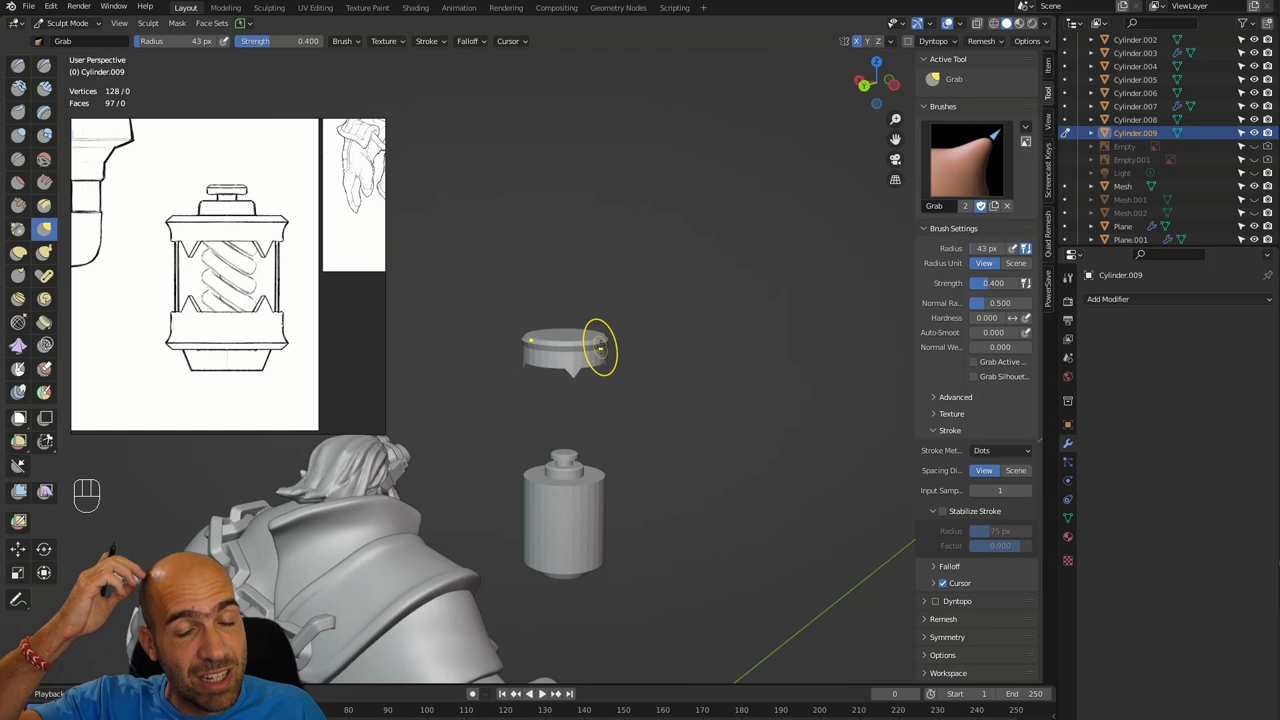 File Edit Render Window Help
Layout Modeling Sculpting UV Editing Texture Paint Shading Animation Rendering Compositing Geometry Nodes Scripting
Scene
ViewLayer
Sculpt Mode View Sculpt Mask Face Sets
Grab Radius 43 px Strength 0.400 Brush Texture Stroke Falloff Cursor
X Y Z Dyntopo Remesh Options
User Perspective
(0) Cylinder.009
Vertices 128 / 0
Faces 97 / 0
Active Tool
Grab
Brushes
Grab 2
Brush Settings
Radius 43 px
Radius Unit View Scene
Strength 0.400
Normal Ra... 0.500
Hardness 0.000
Auto-Smoot 0.000
Normal We... 0.000
Grab Active ...
Grab Silhouet...
Advanced
Texture
Stroke
Stroke Met... Dots
Spacing Di... View Scene
Input Samp... 1
Stabilize Stroke
Radius 75 px
Factor 0.900
Falloff
Cursor
Dyntopo
Remesh
Symmetry
Options
Workspace
Item
Tool
View
Screencast Keys
Quad Remesh
PowerSave
Cylinder.002
Cylinder.003
Cylinder.004
Cylinder.005
Cylinder.006
Cylinder.007
Cylinder.008
Cylinder.009
Empty
Empty.001
Light
Mesh
Mesh.001
Mesh.002
Plane
Plane.001
Cylinder.009
Add Modifier
Playback
0 Start 1 End 250
80 90 100 110 120 130 140 150 160 170 180 190 200 210 220 230 240 250